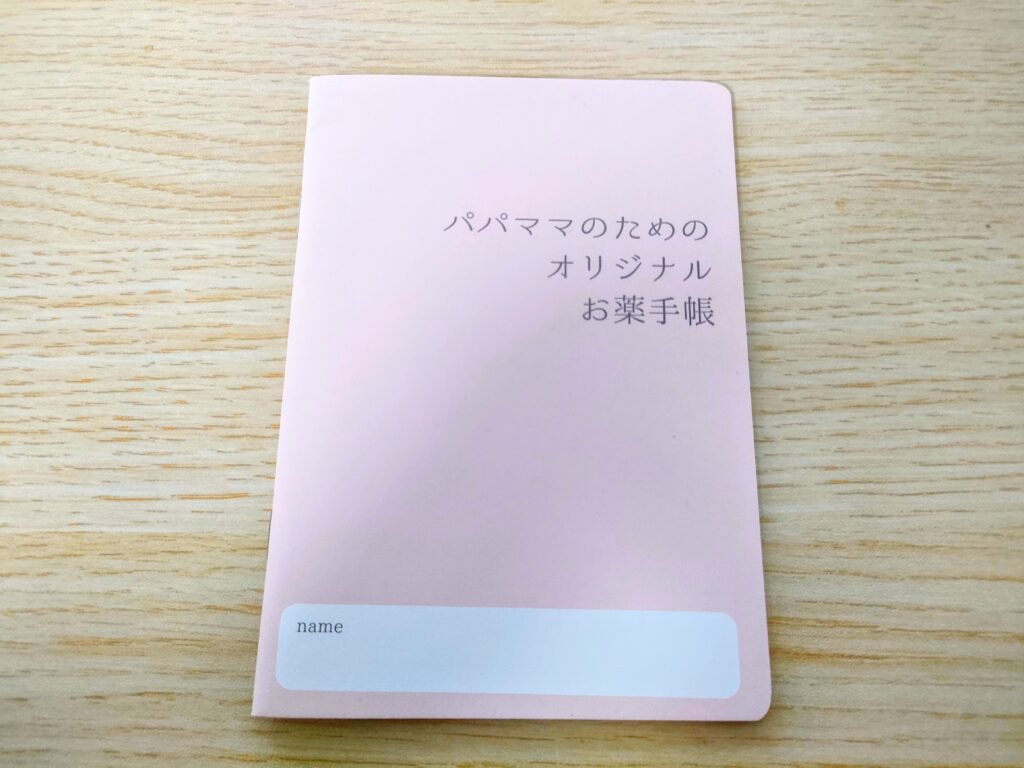 パパママのための
オリジナル
お薬手帳
name